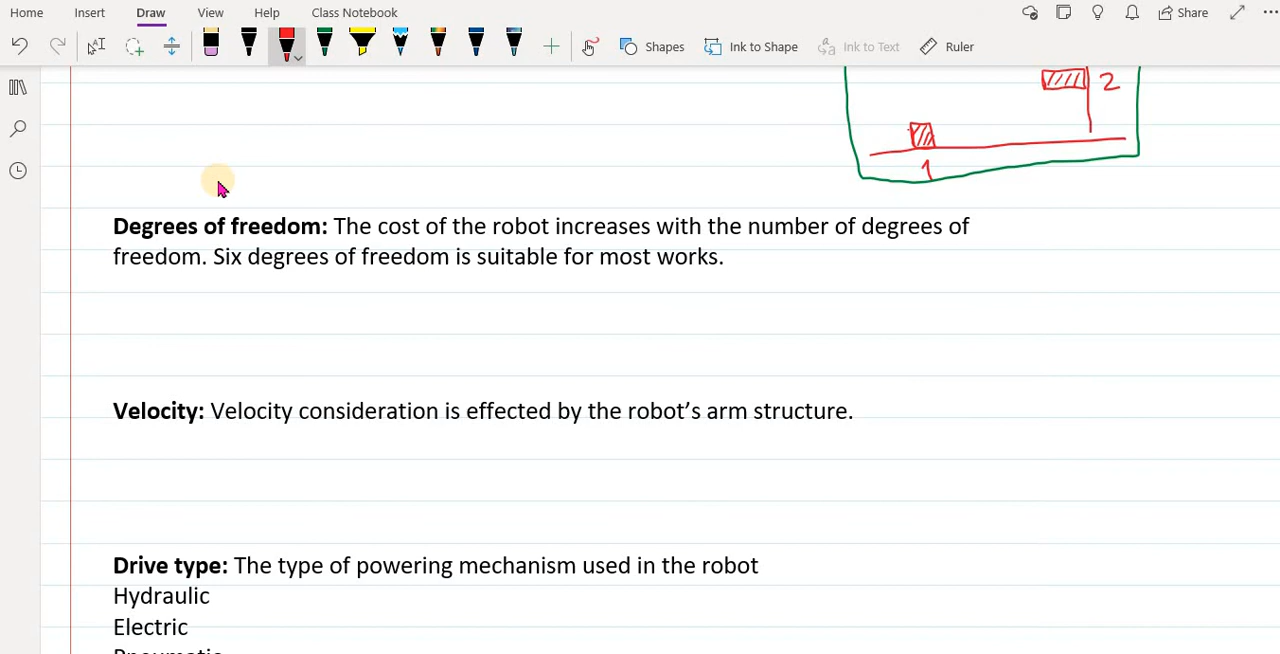 Home Insert Draw View Help Class Notebook Share
Shapes Ink to Shape Ink to Text Ruler
2
1
Degrees of freedom: The cost of the robot increases with the number of degrees of
freedom. Six degrees of freedom is suitable for most works.
Velocity: Velocity consideration is effected by the robot’s arm structure.
Drive type: The type of powering mechanism used in the robot
Hydraulic
Electric
Pneumatic